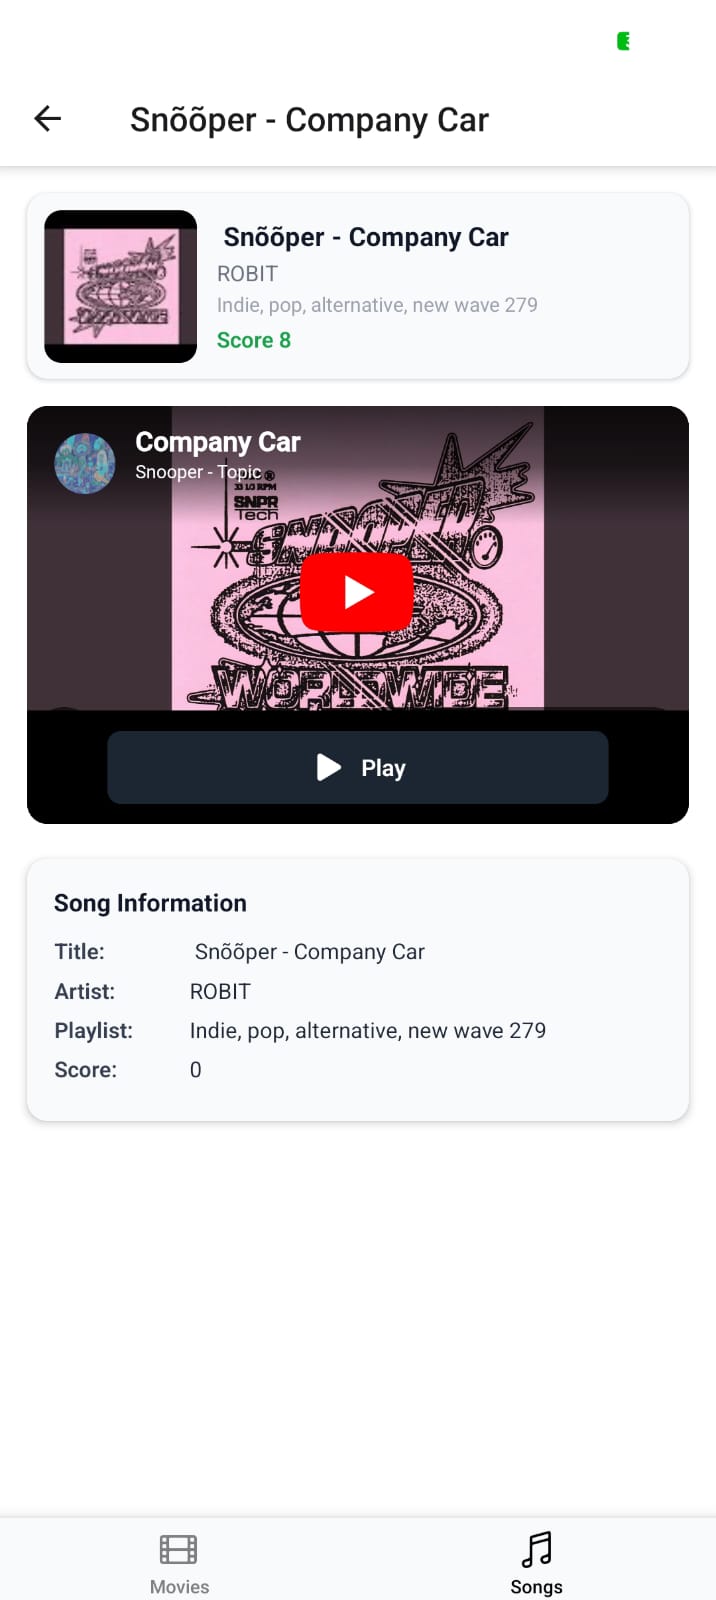 Snõõper - Company Car
Snõõper - Company Car
ROBIT
Indie, pop, alternative, new wave 279
Score 8
Company Car
Snooper - Topic
33 1/3 RPM
SNPR
Tech
SNOOPER
WORLDWIDE
Play
Song Information
Title: Snõõper - Company Car
Artist: ROBIT
Playlist: Indie, pop, alternative, new wave 279
Score: 0
Movies
Songs